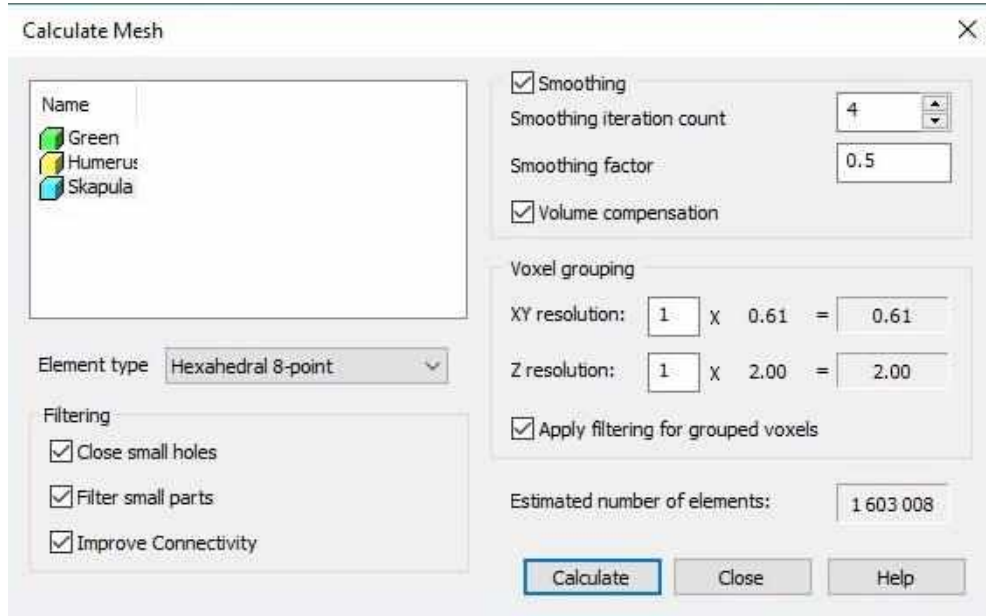 Calculate Mesh
Name
Green
Humerus
Skapula
Element type Hexahedral 8-point
Filtering
Close small holes
Filter small parts
Improve Connectivity
Smoothing
Smoothing iteration count 4
Smoothing factor 0.5
Volume compensation
Voxel grouping
XY resolution: 1 x 0.61 = 0.61
Z resolution: 1 x 2.00 = 2.00
Apply filtering for grouped voxels
Estimated number of elements: 1 603 008
Calculate Close Help